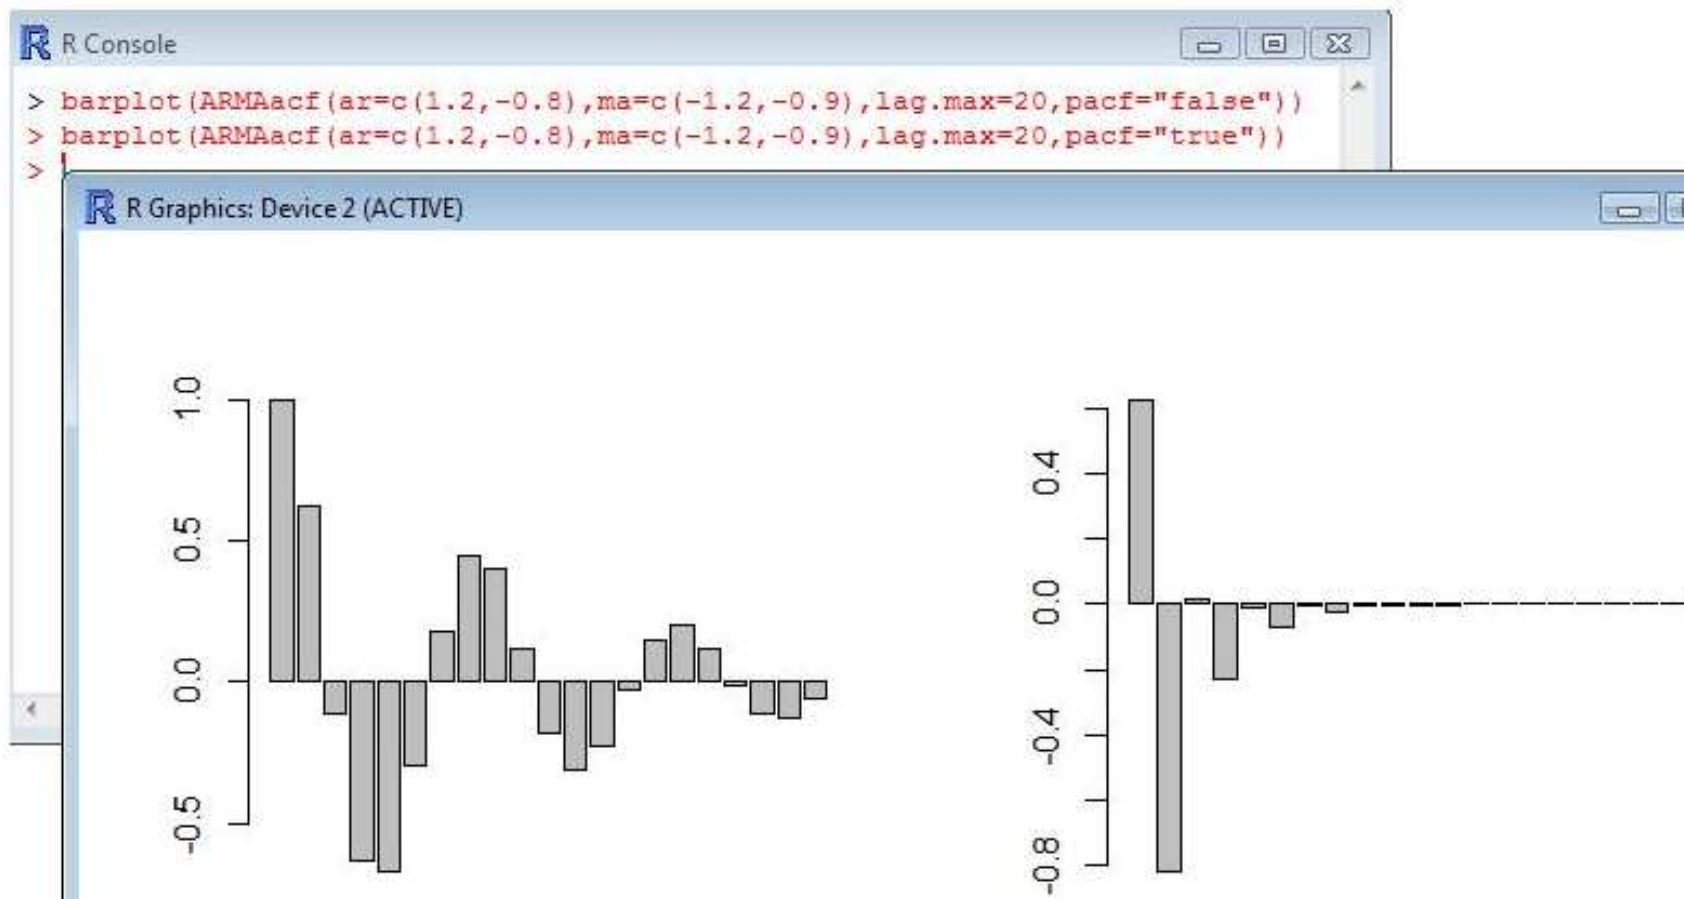 R Console
> barplot(ARMAacf(ar=c(1.2,-0.8),ma=c(-1.2,-0.9),lag.max=20,pacf="false"))
> barplot(ARMAacf(ar=c(1.2,-0.8),ma=c(-1.2,-0.9),lag.max=20,pacf="true"))
>
R Graphics: Device 2 (ACTIVE)
1.0
0.5
0.0
-0.5
0.4
0.0
-0.4
-0.8